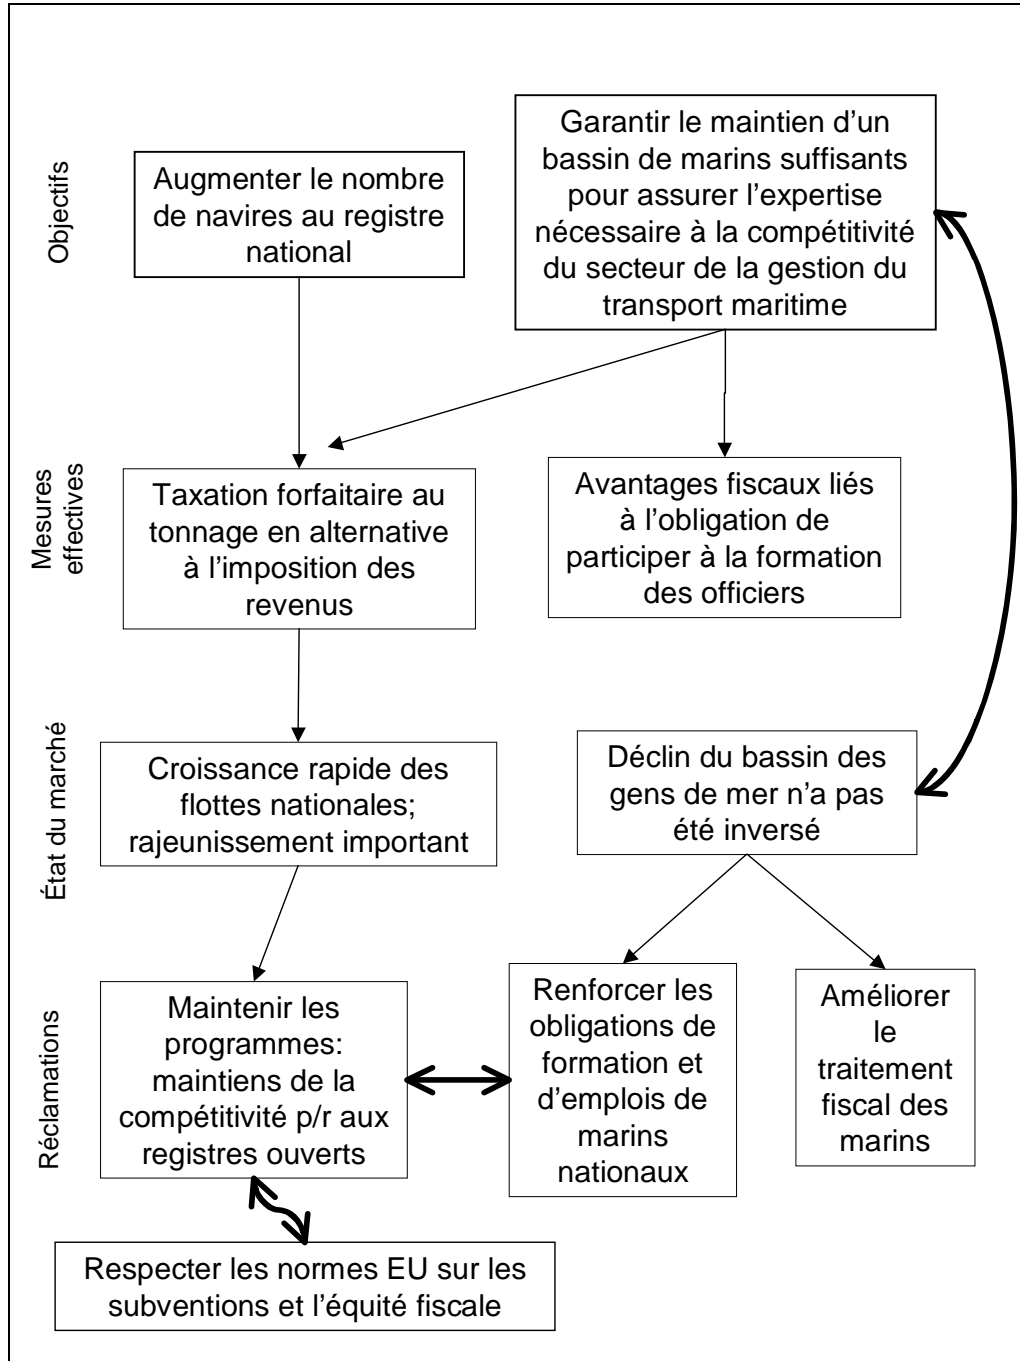 Objectifs
Augmenter le nombre
de navires au registre
national
Garantir le maintien d'un
bassin de marins suffisants
pour assurer l'expertise
nécessaire à la compétitivité
du secteur de la gestion du
transport maritime
Mesures
effectives
Taxation forfaitaire au
tonnage en alternative
à l'imposition des
revenus
Avantages fiscaux liés
à l'obligation de
participer à la formation
des officiers
État du marché
Croissance rapide des
flottes nationales;
rajeunissement important
Déclin du bassin des
gens de mer n'a pas
été inversé
Réclamations
Maintenir les
programmes:
maintiens de la
compétitivité p/r aux
registres ouverts
Renforcer les
obligations de
formation et
d'emplois de
marins
nationaux
Améliorer
le
traitement
fiscal des
marins
Respecter les normes EU sur les
subventions et l'équité fiscale